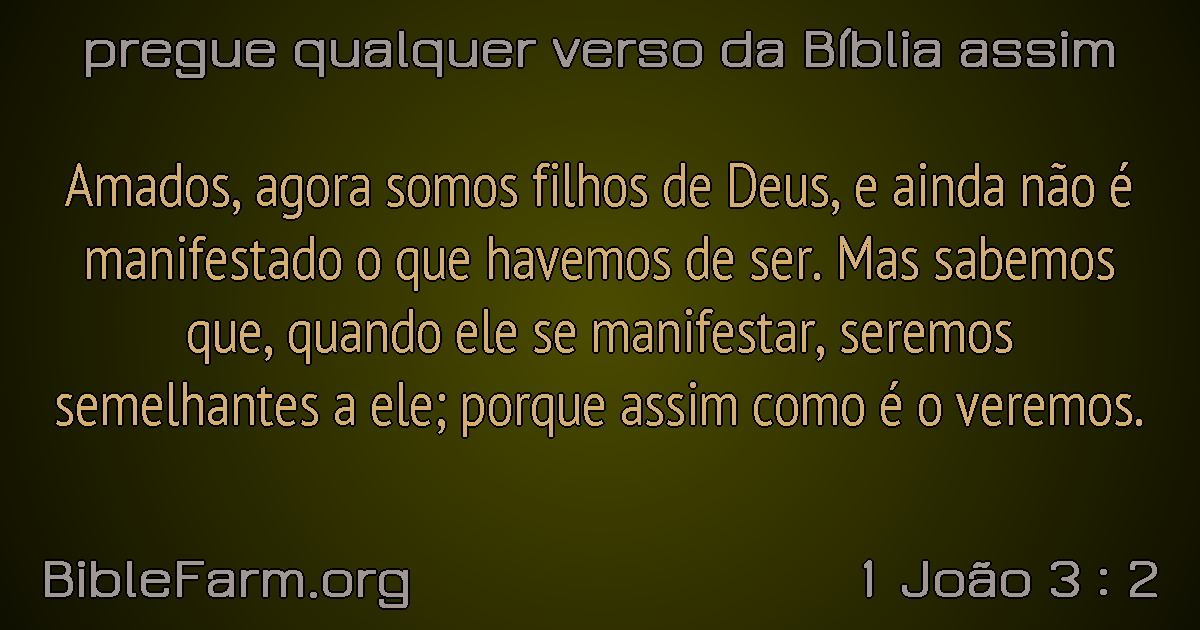 pregue qualquer verso da Bíblia assim
Amados, agora somos filhos de Deus, e ainda não é
manifestado o que havemos de ser. Mas sabemos
que, quando ele se manifestar, seremos
semelhantes a ele; porque assim como é o veremos.
BibleFarm.org
1 João 3 : 2